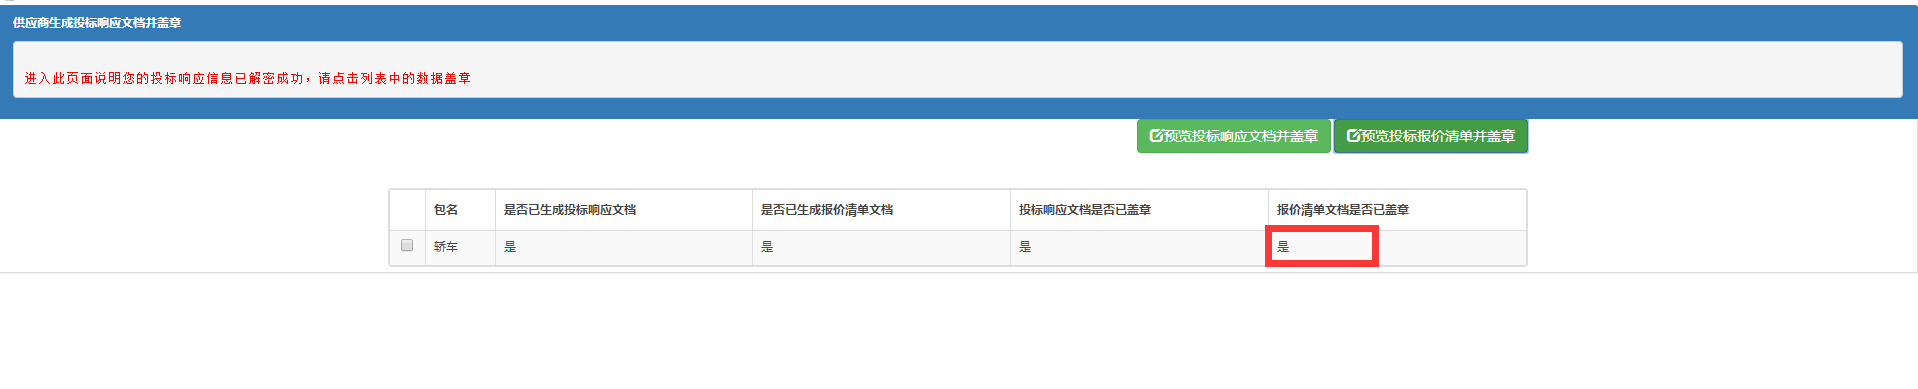 供应商生成投标响应文档并盖章
进入此页面说明您的投标响应信息已解密成功，请点击列表中的数据盖章
预览投标响应文档并盖章 预览投标报价清单并盖章
包名 是否已生成投标响应文档 是否已生成报价清单文档 投标响应文档是否已盖章 报价清单文档是否已盖章
轿车 是 是 是 是